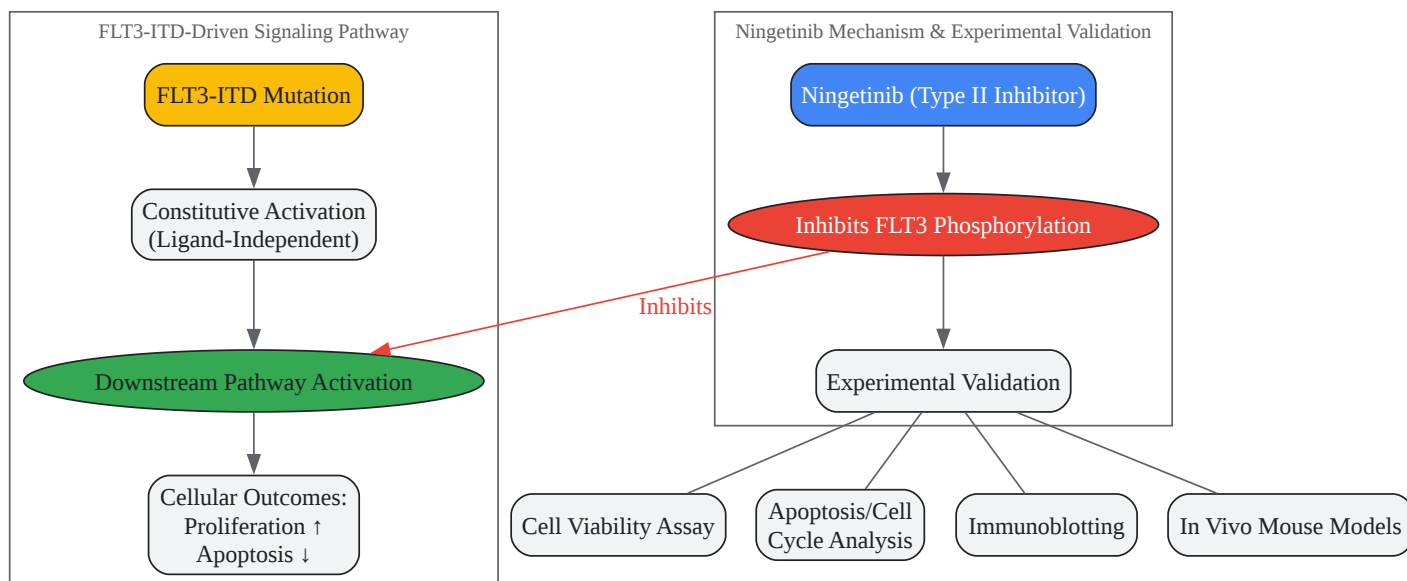 FLT3-ITD-Driven Signaling Pathway
FLT3-ITD Mutation
Constitutive Activation
(Ligand-Independent)
Downstream Pathway Activation
Cellular Outcomes:
Proliferation ↑
Apoptosis ↓
Inhibits
Ningetinib Mechanism & Experimental Validation
Ningetinib (Type II Inhibitor)
Inhibits FLT3 Phosphorylation
Experimental Validation
Cell Viability Assay
Apoptosis/Cell
Cycle Analysis
Immunoblotting
In Vivo Mouse Models